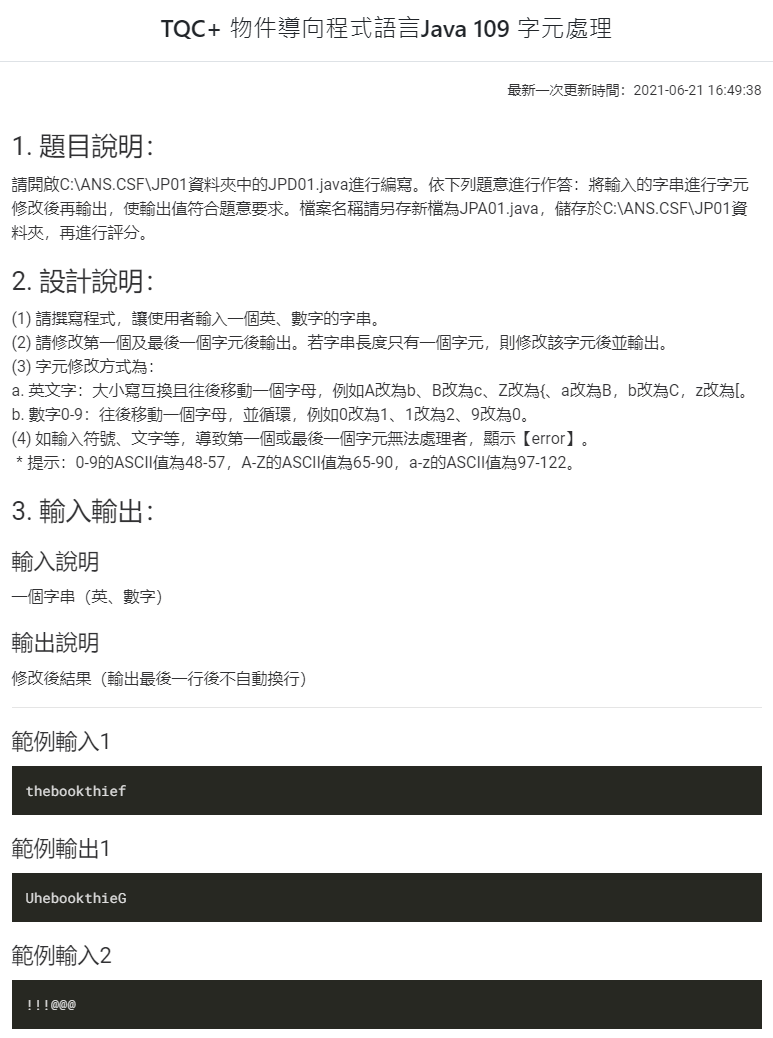 TQC+ 物件導向程式語言Java 109 字元處理
最新一次更新時間：2021-06-21 16:49:38
1. 題目說明：
請開啟C:\ANS.CSF\JP01資料夾中的JPD01.java進行編寫。依下列題意進行作答：將輸入的字串進行字元
修改後再輸出，使輸出值符合題意要求。檔案名稱請另存新檔為JPA01.java，儲存於C:\ANS.CSF\JP01資
料夾，再進行評分。
2. 設計說明：
(1) 請撰寫程式，讓使用者輸入一個英、數字的字串。
(2) 請修改第一個及最後一個字元後輸出。若字串長度只有一個字元，則修改該字元後並輸出。
(3) 字元修改方式為：
a. 英文字：大小寫互換且往後移動一個字母，例如A改為b、B改為c、Z改為{、a改為B，b改為C，z改為[。
b. 數字0-9：往後移動一個字母，並循環，例如0改為1、1改為2、9改為0。
(4) 如輸入符號、文字等，導致第一個或最後一個字元無法處理者，顯示【error】。
* 提示：0-9的ASCII值為48-57，A-Z的ASCII值為65-90，a-z的ASCII值為97-122。
3. 輸入輸出：
輸入說明
一個字串（英、數字）
輸出說明
修改後結果（輸出最後一行後不自動換行）
範例輸入1
thebookthief
範例輸出1
UhebookthieG
範例輸入2
!!!@@@